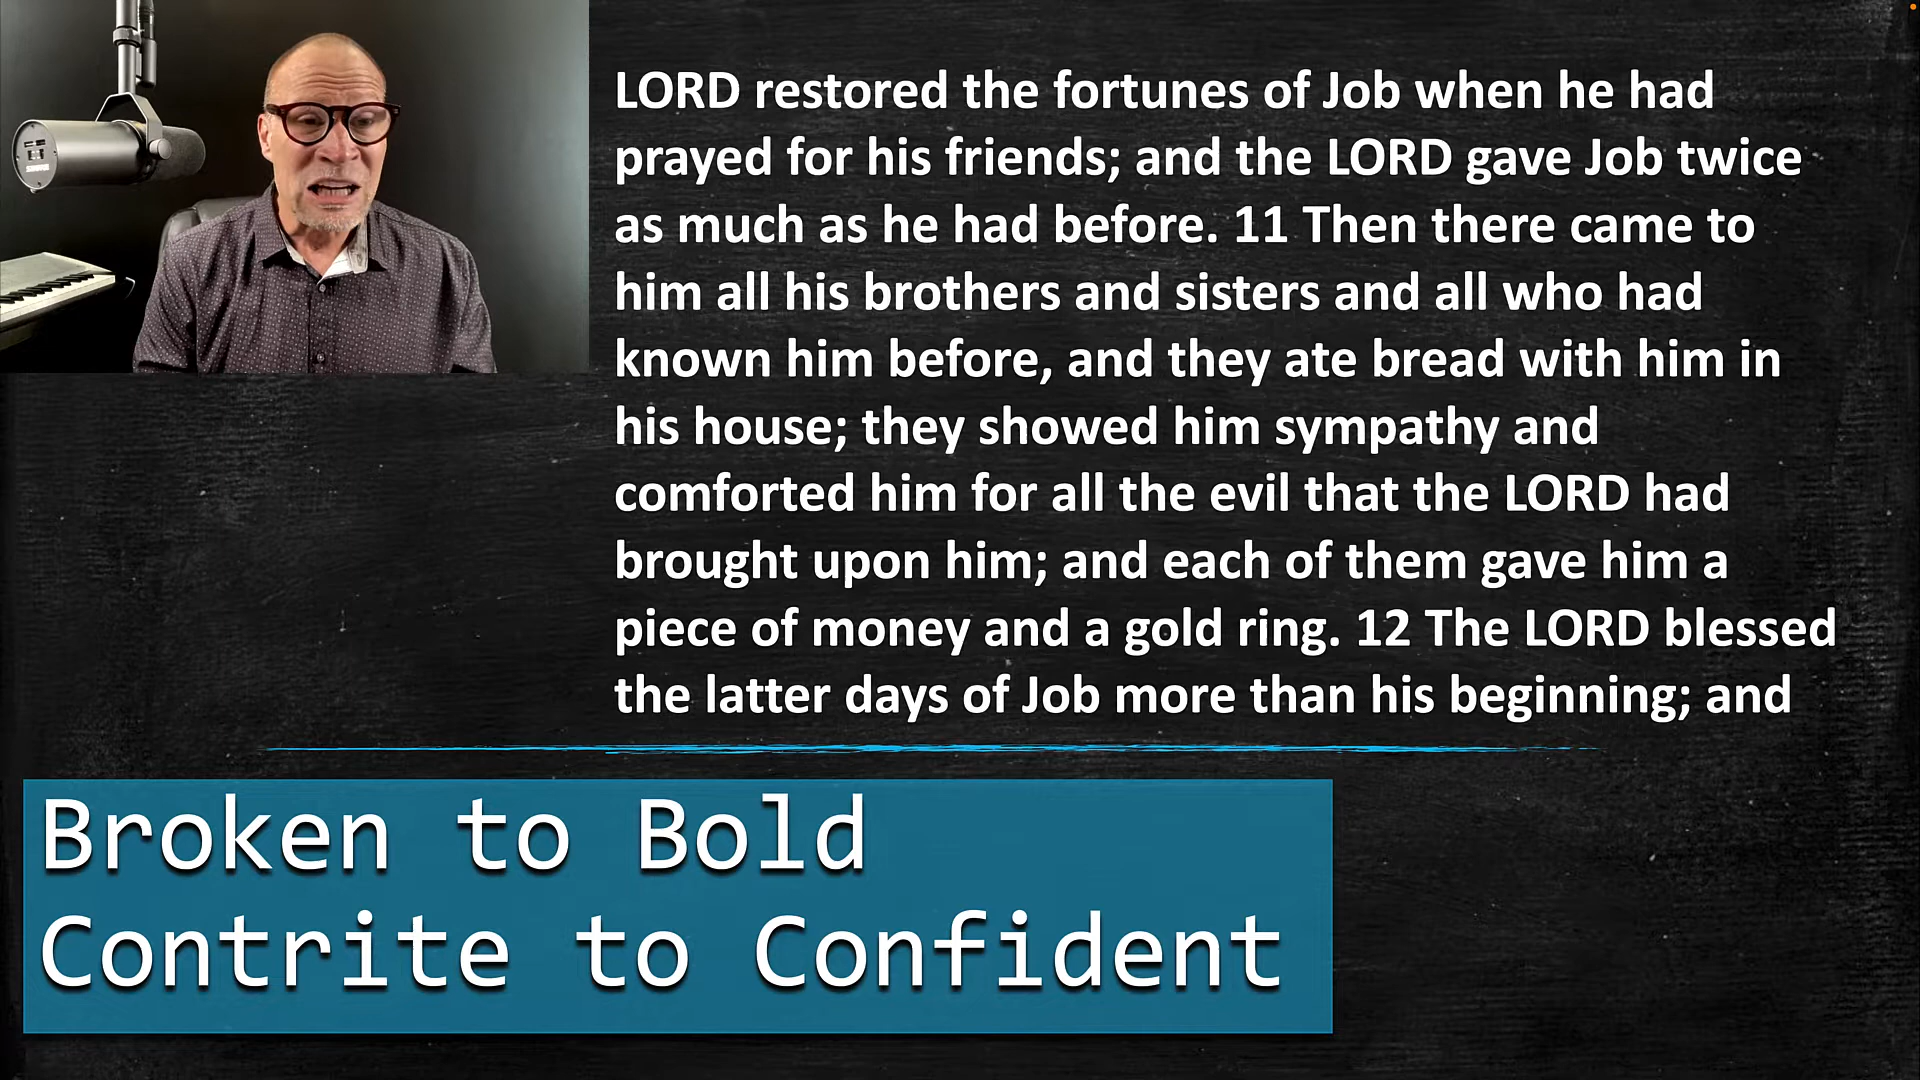 LORD restored the fortunes of Job when he had
prayed for his friends; and the LORD gave Job twice
as much as he had before. 11 Then there came to
him all his brothers and sisters and all who had
known him before, and they ate bread with him in
his house; they showed him sympathy and
comforted him for all the evil that the LORD had
brought upon him; and each of them gave him a
piece of money and a gold ring. 12 The LORD blessed
the latter days of Job more than his beginning; and
Broken to Bold
Contrite to Confident